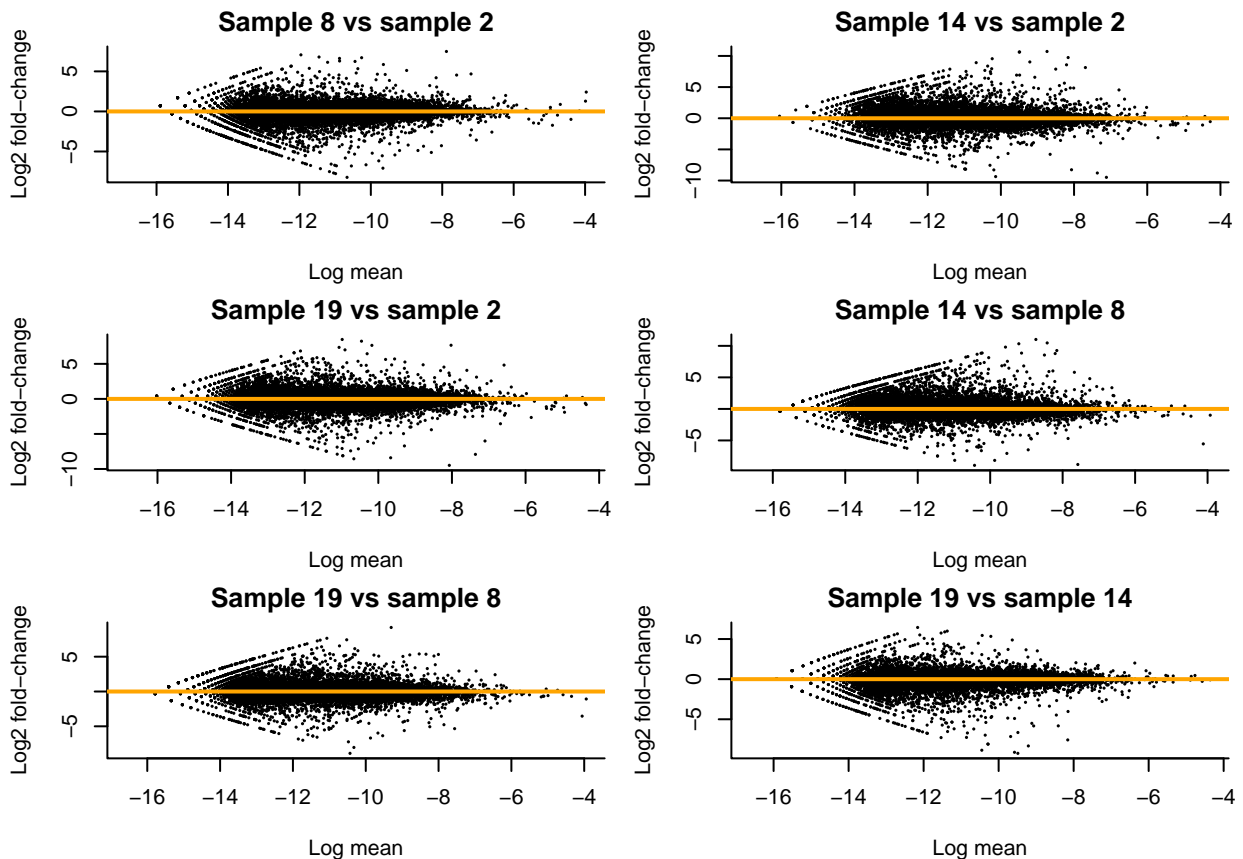 Sample 8 vs sample 2
Log2 fold−change
5
0
−5
−16 −14 −12 −10 −8 −6 −4
Log mean
Sample 14 vs sample 2
Log2 fold−change
5
0
−10
−16 −14 −12 −10 −8 −6 −4
Log mean
Sample 19 vs sample 2
Log2 fold−change
5
0
−10
−16 −14 −12 −10 −8 −6 −4
Log mean
Sample 14 vs sample 8
Log2 fold−change
5
0
−5
−16 −14 −12 −10 −8 −6 −4
Log mean
Sample 19 vs sample 8
Log2 fold−change
5
0
−5
−16 −14 −12 −10 −8 −6 −4
Log mean
Sample 19 vs sample 14
Log2 fold−change
5
0
−5
−16 −14 −12 −10 −8 −6 −4
Log mean